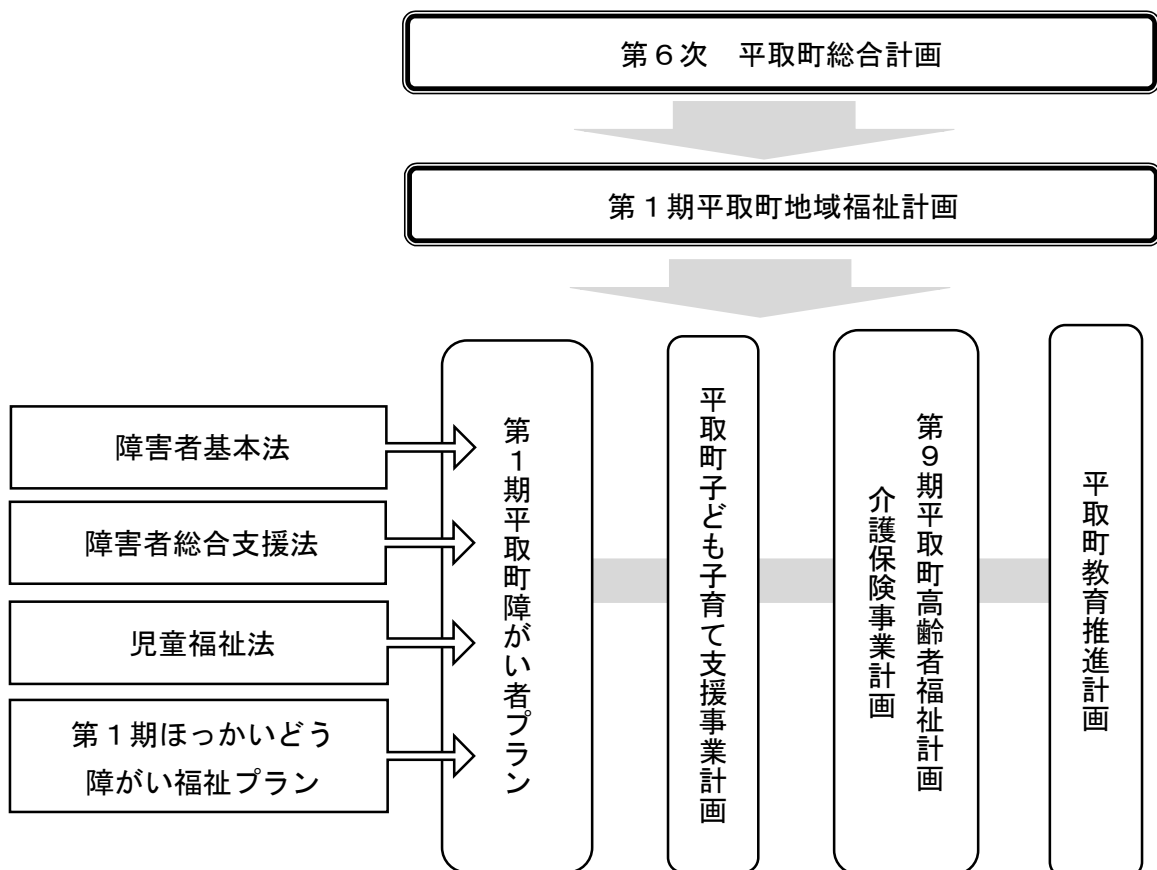 第６次　平取町総合計画
第１期平取町地域福祉計画
障害者基本法
障害者総合支援法
児童福祉法
第１期ほっかいどう
障がい福祉プラン
第１期平取町障がい者プラン
平取町子ども子育て支援事業計画
第９期平取町高齢者福祉計画
介護保険事業計画
平取町教育推進計画